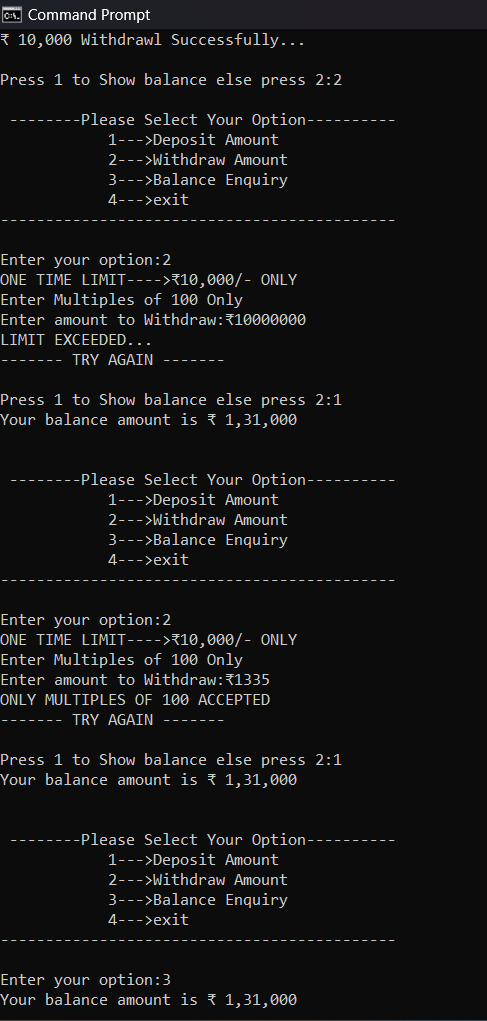 Command Prompt
₹ 10,000 Withdrawl Successfully...
Press 1 to Show balance else press 2:2
--------Please Select Your Option----------
1--->Deposit Amount
2--->Withdraw Amount
3--->Balance Enquiry
4--->exit
--------------------------------------------
Enter your option:2
ONE TIME LIMIT---->₹10,000/- ONLY
Enter Multiples of 100 Only
Enter amount to Withdraw:₹10000000
LIMIT EXCEEDED...
------- TRY AGAIN -------
Press 1 to Show balance else press 2:1
Your balance amount is ₹ 1,31,000
--------Please Select Your Option----------
1--->Deposit Amount
2--->Withdraw Amount
3--->Balance Enquiry
4--->exit
--------------------------------------------
Enter your option:2
ONE TIME LIMIT---->₹10,000/- ONLY
Enter Multiples of 100 Only
Enter amount to Withdraw:₹1335
ONLY MULTIPLES OF 100 ACCEPTED
------- TRY AGAIN -------
Press 1 to Show balance else press 2:1
Your balance amount is ₹ 1,31,000
--------Please Select Your Option----------
1--->Deposit Amount
2--->Withdraw Amount
3--->Balance Enquiry
4--->exit
--------------------------------------------
Enter your option:3
Your balance amount is ₹ 1,31,000